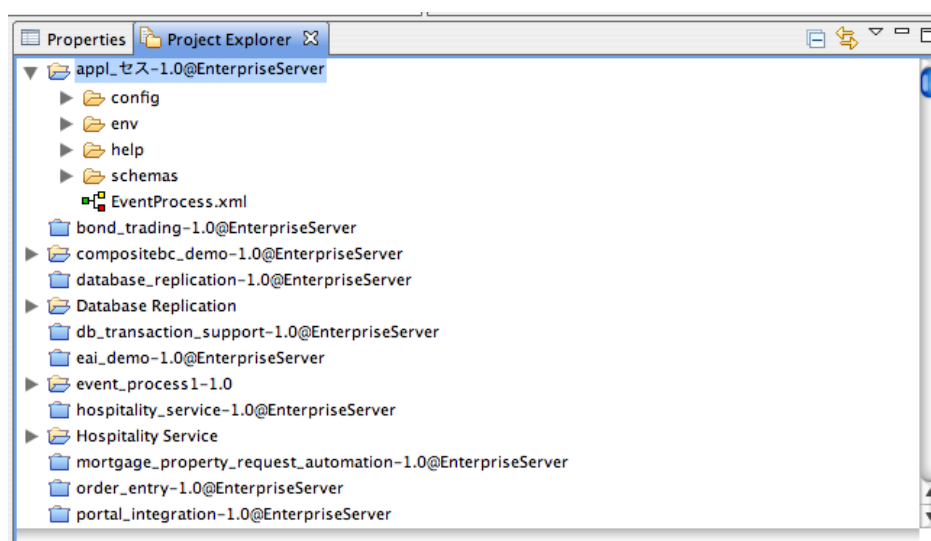 Properties Project Explorer
appl_セス-1.0@EnterpriseServer
config
env
help
schemas
EventProcess.xml
bond_trading-1.0@EnterpriseServer
compositebc_demo-1.0@EnterpriseServer
database_replication-1.0@EnterpriseServer
Database Replication
db_transaction_support-1.0@EnterpriseServer
eai_demo-1.0@EnterpriseServer
event_process1-1.0
hospitality_service-1.0@EnterpriseServer
Hospitality Service
mortgage_property_request_automation-1.0@EnterpriseServer
order_entry-1.0@EnterpriseServer
portal_integration-1.0@EnterpriseServer